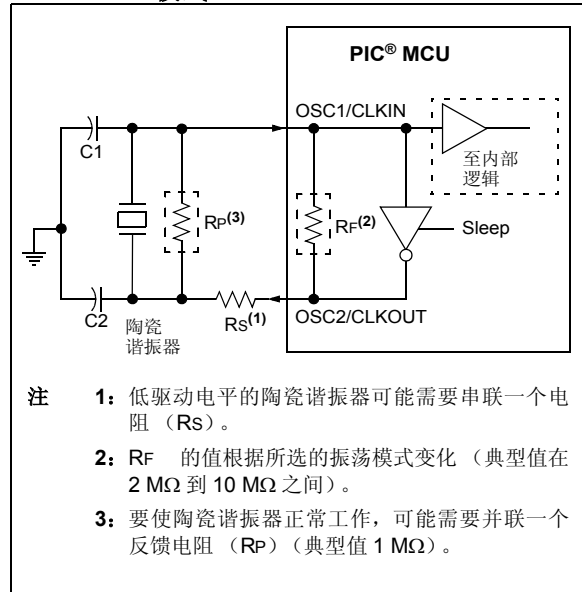 PIC® MCU
OSC1/CLKIN
C1
至内部
逻辑
RP(3)
RF(2)
Sleep
C2
陶瓷
谐振器
RS(1)
OSC2/CLKOUT
注 1：低驱动电平的陶瓷谐振器可能需要串联一个电
阻 （RS）。
2：RF 的值根据所选的振荡模式变化 （典型值在
2 MΩ 到 10 MΩ 之间）。
3：要使陶瓷谐振器正常工作，可能需要并联一个
反馈电阻 （RP）（典型值 1 MΩ）。